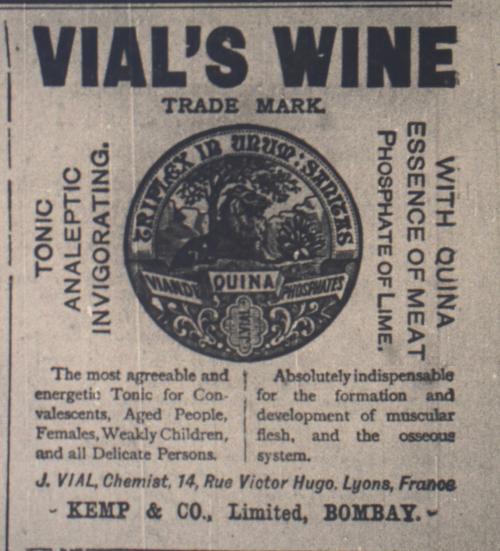 VIAL'S WINE
TRADE MARK.
TONIC
ANALEPTIC
INVIGORATING.
TRIPLEX IN UNUM: SANITAS
VIANDE QUINA PHOSPHATES
J.VIAL
WITH QUINA
ESSENCE OF MEAT
PHOSPHATE OF LIME.
The most agreeable and
energetic Tonic for Con-
valescents, Aged People,
Females, Weakly Children,
and all Delicate Persons.
Absolutely indispensable
for the formation and
development of muscular
flesh, and the osseous
system.
J. VIAL, Chemist, 14, Rue Victor Hugo. Lyons, France
KEMP & CO., Limited, BOMBAY.